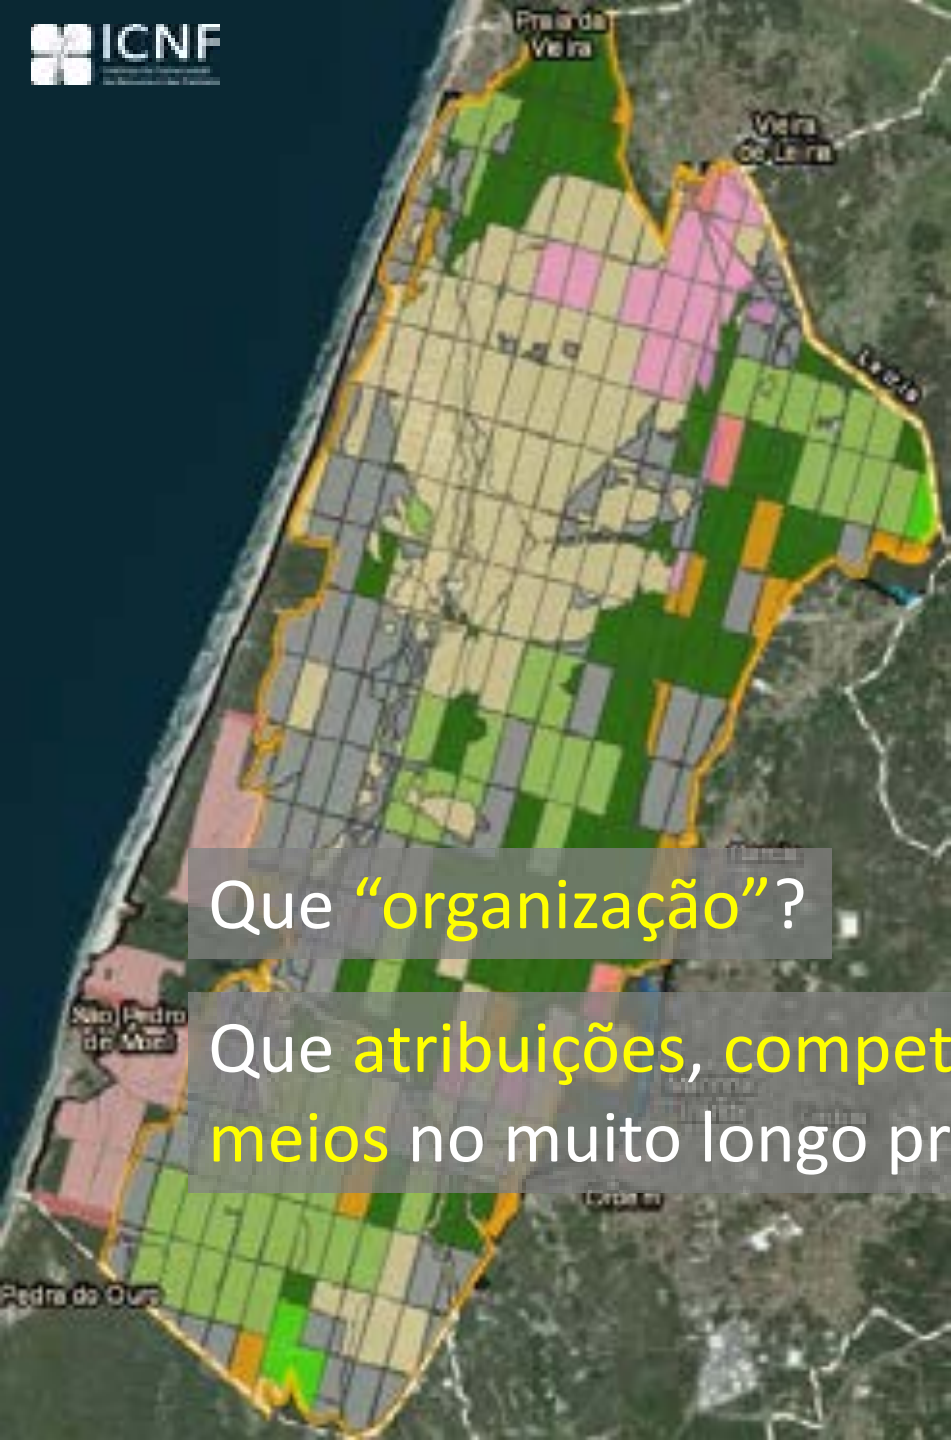 ICNF
Praia da
Vieira
Vieira
de Leiria
Leiria
Que “organização”?
Que atribuições, compet
meios no muito longo pr
São Pedro
de Moel
Pedra do Ouro